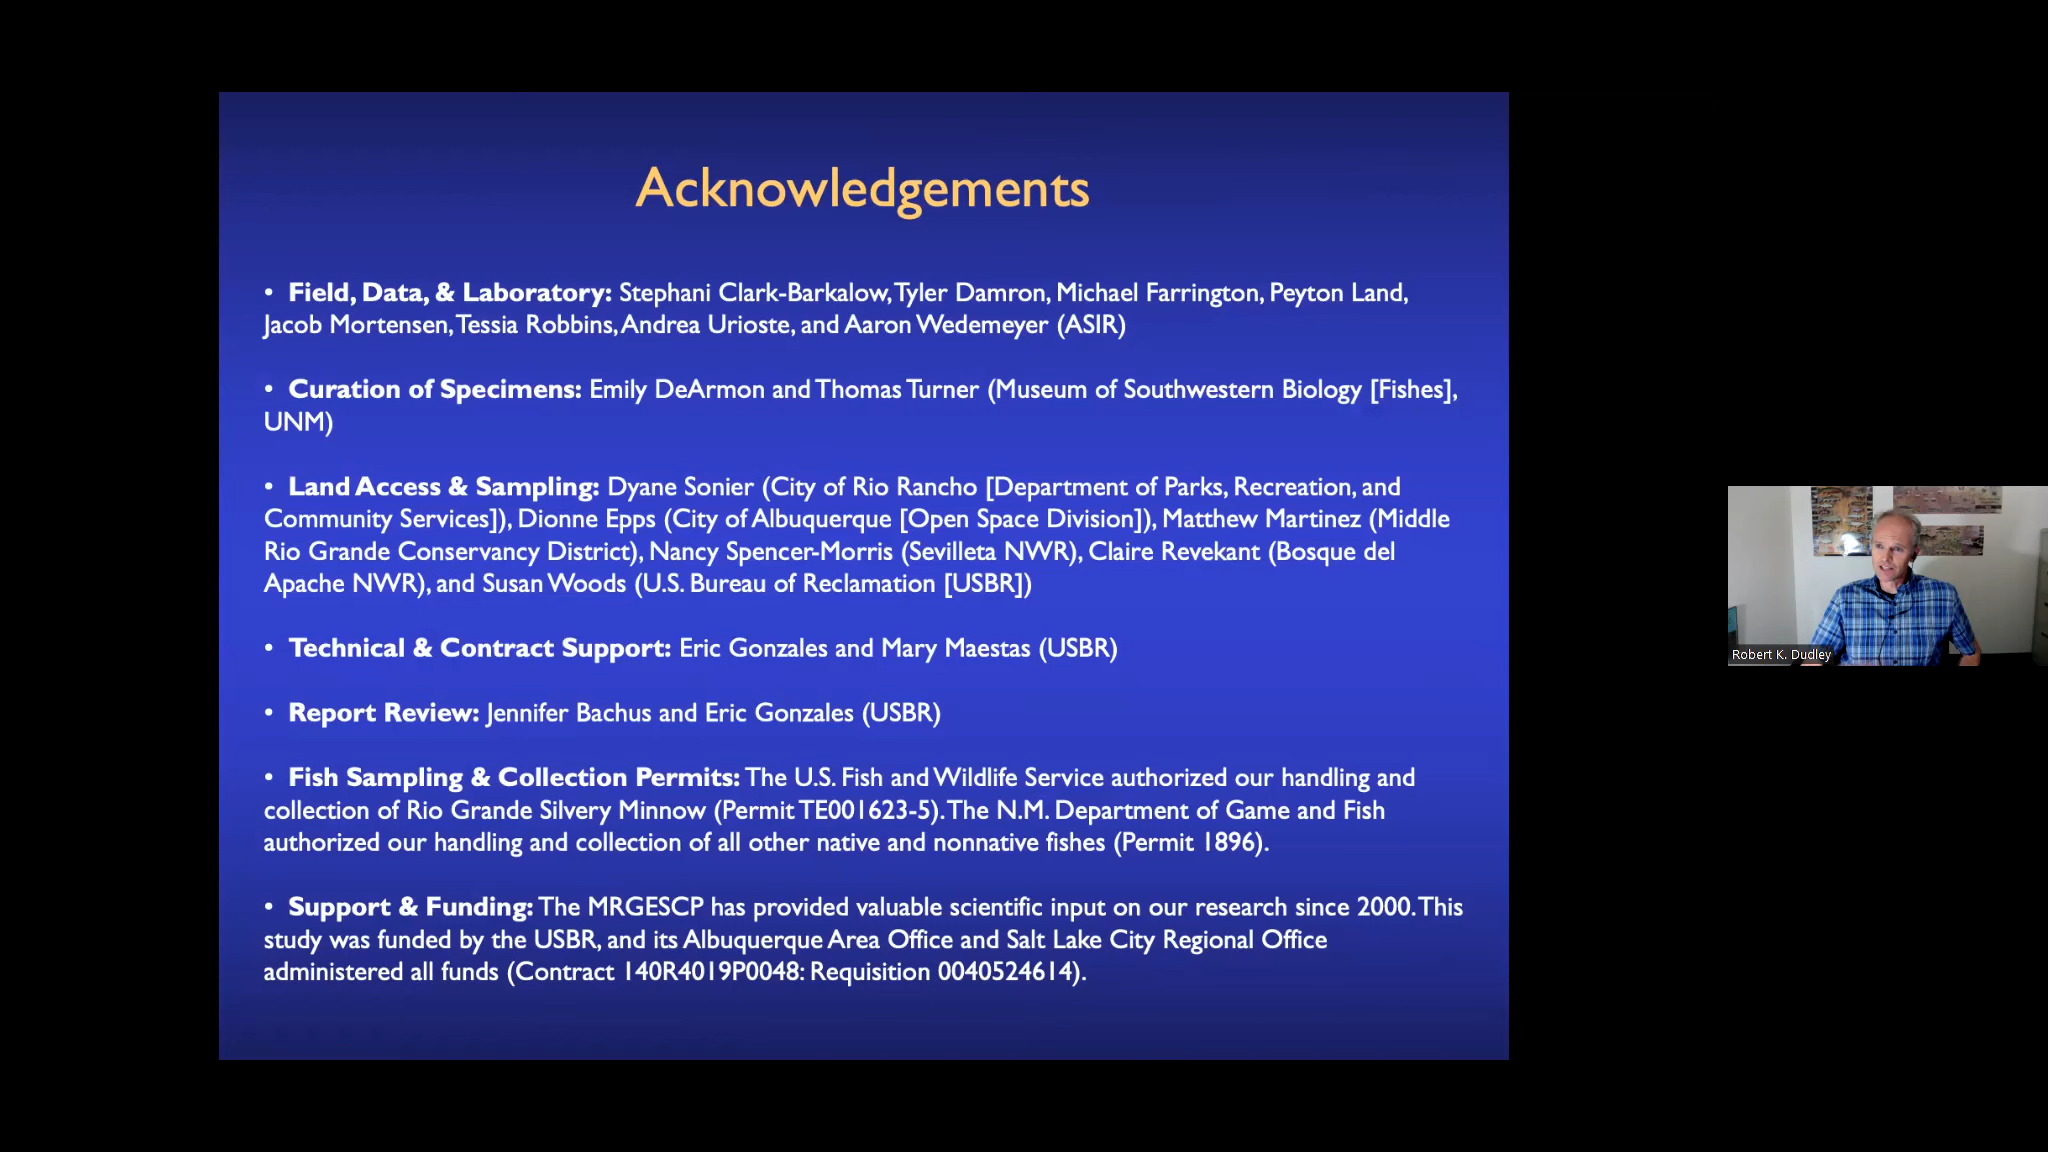 Acknowledgements
• Field, Data, & Laboratory: Stephani Clark-Barkalow, Tyler Damron, Michael Farrington, Peyton Land,
Jacob Mortensen, Tessia Robbins, Andrea Urioste, and Aaron Wedemeyer (ASIR)
• Curation of Specimens: Emily DeArmon and Thomas Turner (Museum of Southwestern Biology [Fishes],
UNM)
• Land Access & Sampling: Dyane Sonier (City of Rio Rancho [Department of Parks, Recreation, and
Community Services]), Dionne Epps (City of Albuquerque [Open Space Division]), Matthew Martinez (Middle
Rio Grande Conservancy District), Nancy Spencer-Morris (Sevilleta NWR), Claire Revekant (Bosque del
Apache NWR), and Susan Woods (U.S. Bureau of Reclamation [USBR])
• Technical & Contract Support: Eric Gonzales and Mary Maestas (USBR)
• Report Review: Jennifer Bachus and Eric Gonzales (USBR)
• Fish Sampling & Collection Permits: The U.S. Fish and Wildlife Service authorized our handling and
collection of Rio Grande Silvery Minnow (Permit TE001623-5). The N.M. Department of Game and Fish
authorized our handling and collection of all other native and nonnative fishes (Permit 1896).
• Support & Funding: The MRGESCP has provided valuable scientific input on our research since 2000. This
study was funded by the USBR, and its Albuquerque Area Office and Salt Lake City Regional Office
administered all funds (Contract 140R4019P0048: Requisition 0040524614).
Robert K. Dudley